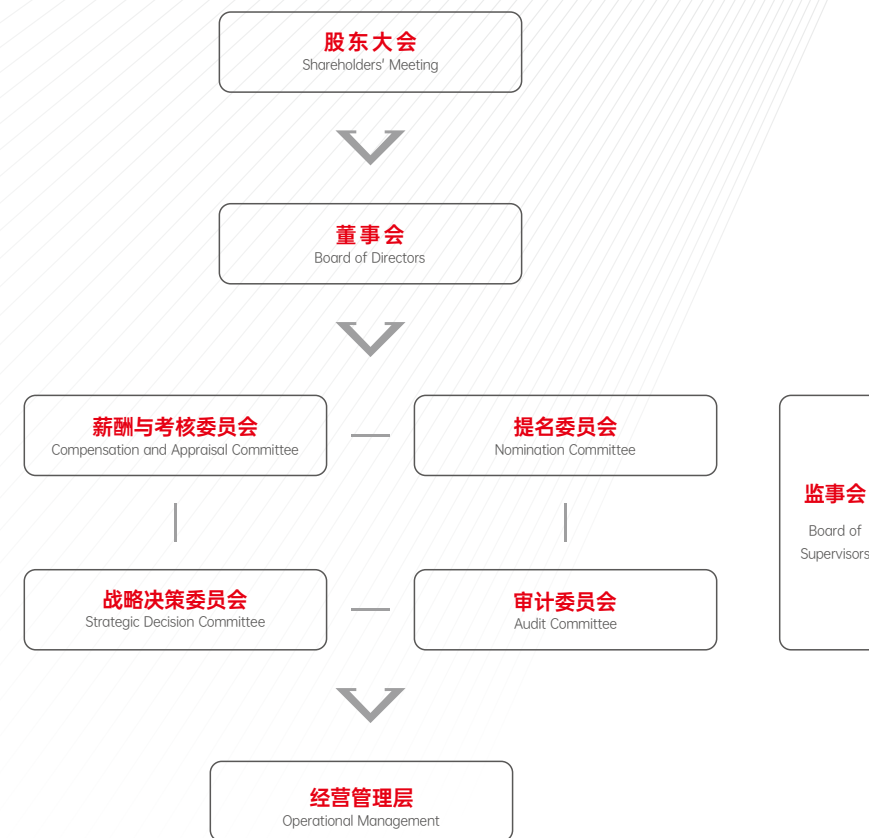 股东大会
Shareholders' Meeting
董事会
Board of Directors
薪酬与考核委员会
Compensation and Appraisal Committee
提名委员会
Nomination Committee
监事会
Board of
Supervisors
战略决策委员会
Strategic Decision Committee
审计委员会
Audit Committee
经营管理层
Operational Management